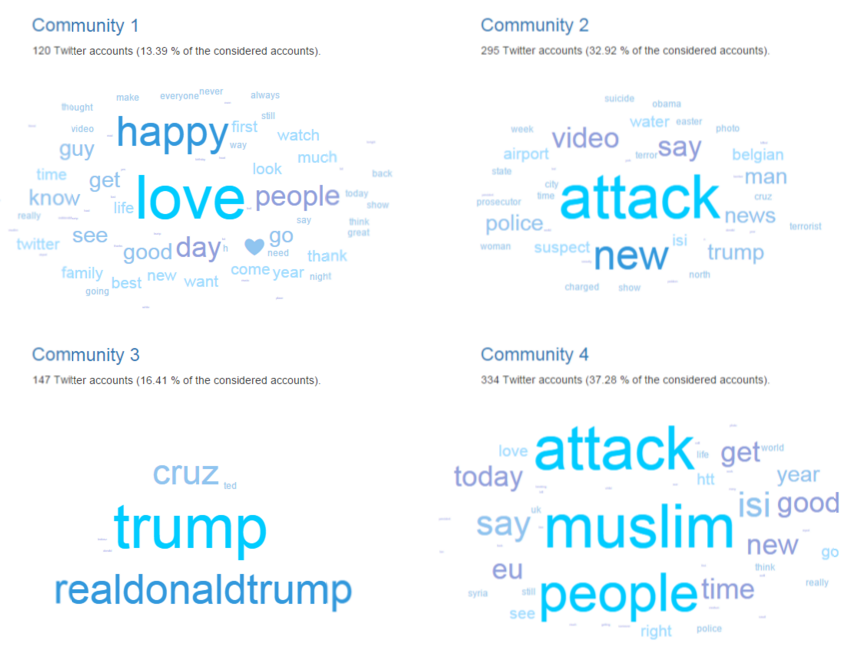 Community 1
120 Twitter accounts (13.39 % of the considered accounts).
make everyone never always
thought still
video happy first watch
guy way much
time get look back
know life love people today show
really say think
twitter see good day h ♥ need go great
thank
family best new want come year night
going
Community 2
295 Twitter accounts (32.92 % of the considered accounts).
suicide obama
week video water easter photo
airport terror say belgian
state city man
prosecutor time attack cruz
police news terrorist
woman suspect new isi trump
north
charged show
Community 3
147 Twitter accounts (16.41 % of the considered accounts).
cruz ted
trump
realdonaldtrump
Community 4
334 Twitter accounts (37.28 % of the considered accounts).
love attack life get world
today htt year
say uk muslim isi good
new go
eu think
syria still people time really
see right police